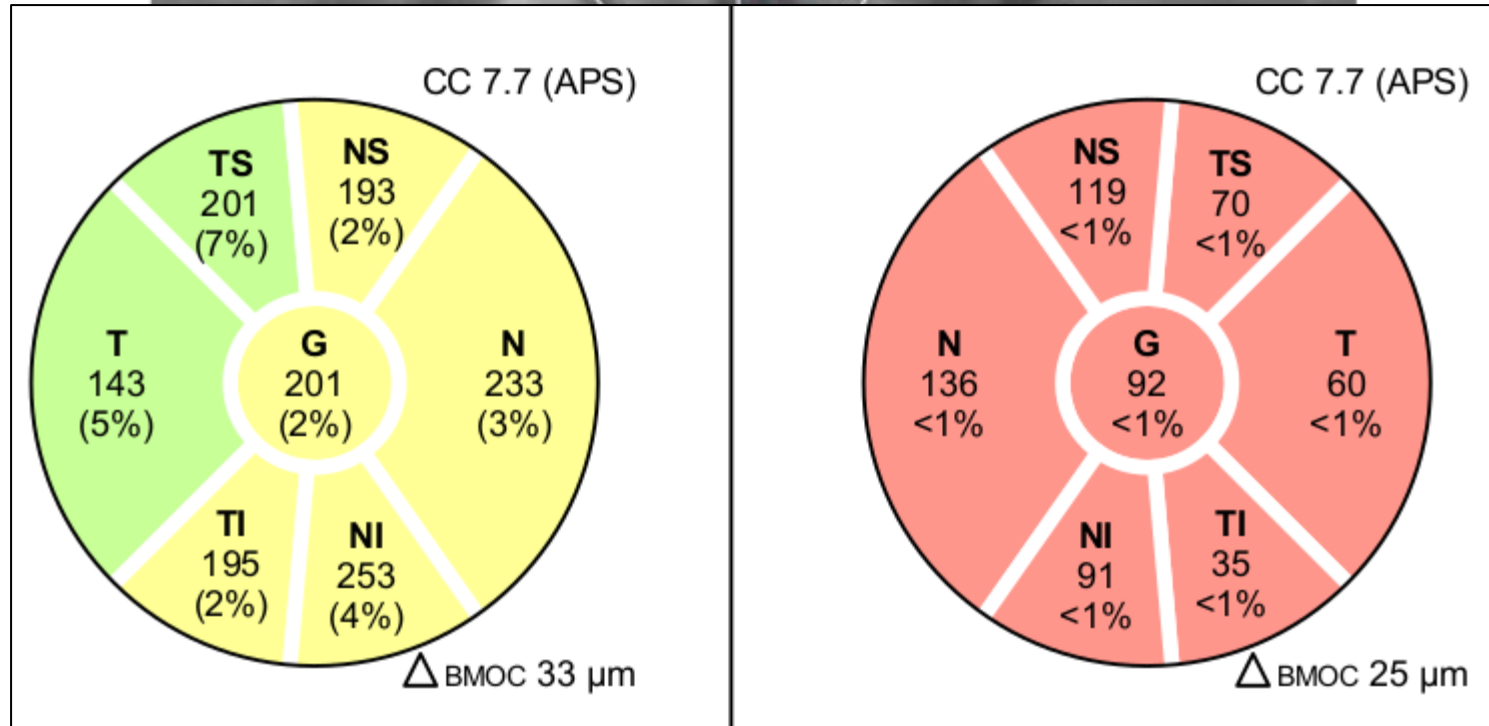 CC 7.7 (APS)
TS
201
(7%)
NS
193
(2%)
T
143
(5%)
G
201
(2%)
N
233
(3%)
TI
195
(2%)
NI
253
(4%)
△ BMOC 33 µm
CC 7.7 (APS)
NS
119
<1%
TS
70
<1%
N
136
<1%
G
92
<1%
T
60
<1%
NI
91
<1%
TI
35
<1%
△ BMOC 25 µm